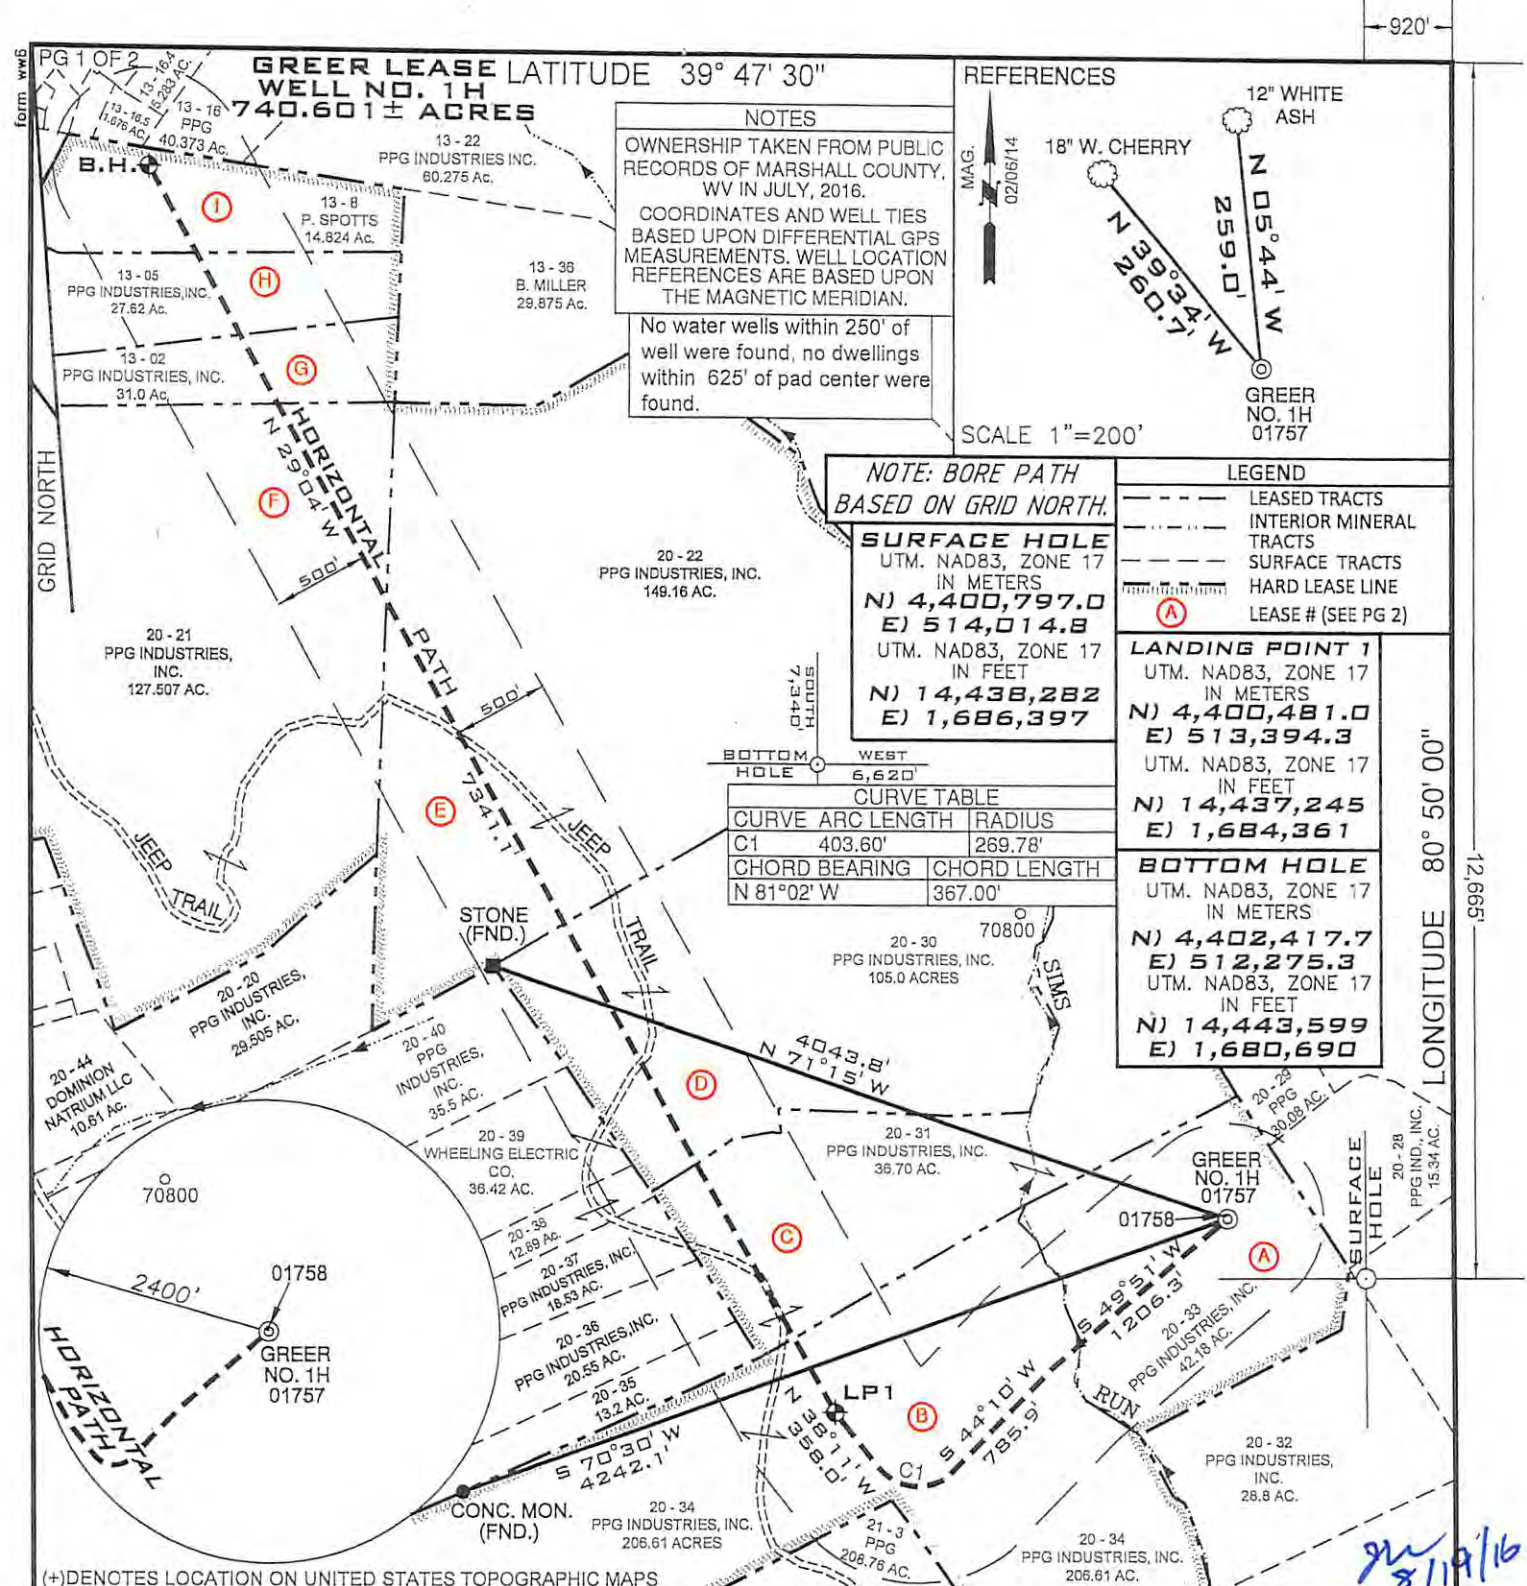 920'
form ww6
PG 1 OF 2
GREER LEASE
WELL NO. 1H
740.601± ACRES
LATITUDE 39° 47' 30"
13 - 16.4
5.283 AC.
13 - 16.5
1.676 AC.
13 - 16
PPG
40.373 Ac.
13 - 22
PPG INDUSTRIES INC.
60.275 Ac.
B.H.
I
13 - 8
P. SPOTTS
14.824 Ac.
13 - 05
PPG INDUSTRIES,INC.
27.62 Ac.
H
13 - 36
B. MILLER
29.875 Ac.
13 - 02
PPG INDUSTRIES, INC.
31.0 Ac.
G
NOTES
OWNERSHIP TAKEN FROM PUBLIC
RECORDS OF MARSHALL COUNTY,
WV IN JULY, 2016.
COORDINATES AND WELL TIES
BASED UPON DIFFERENTIAL GPS
MEASUREMENTS. WELL LOCATION
REFERENCES ARE BASED UPON
THE MAGNETIC MERIDIAN.
No water wells within 250' of
well were found, no dwellings
within 625' of pad center were
found.
REFERENCES
MAG.
N
02/06/14
12" WHITE
ASH
18" W. CHERRY
N 05°44' W
259.0'
N 39°34' W
260.7'
GREER
NO. 1H
01757
SCALE 1"=200'
NOTE: BORE PATH
BASED ON GRID NORTH.
LEGEND
LEASED TRACTS
INTERIOR MINERAL
TRACTS
SURFACE TRACTS
HARD LEASE LINE
A
LEASE # (SEE PG 2)
SURFACE HOLE
UTM. NAD83, ZONE 17
IN METERS
N) 4,400,797.0
E) 514,014.8
UTM. NAD83, ZONE 17
IN FEET
N) 14,438,282
E) 1,686,397
LANDING POINT 1
UTM. NAD83, ZONE 17
IN METERS
N) 4,400,481.0
E) 513,394.3
UTM. NAD83, ZONE 17
IN FEET
N) 14,437,245
E) 1,684,361
BOTTOM HOLE
UTM. NAD83, ZONE 17
IN METERS
N) 4,402,417.7
E) 512,275.3
UTM. NAD83, ZONE 17
IN FEET
N) 14,443,599
E) 1,680,690
LONGITUDE 80° 50' 00"
12,665'
GRID NORTH
F
HORIZONTAL
PATH
N 29°04' W
7341.1'
500'
500'
20 - 22
PPG INDUSTRIES, INC.
149.16 AC.
20 - 21
PPG INDUSTRIES,
INC.
127.507 AC.
SOUTH
7,340'
BOTTOM
HOLE
WEST
6,620'
CURVE TABLE
CURVE ARC LENGTH RADIUS
C1 403.60' 269.78'
CHORD BEARING CHORD LENGTH
N 81°02' W 367.00'
E
JEEP
TRAIL
JEEP
TRAIL
STONE
(FND.)
70800
20 - 30
PPG INDUSTRIES, INC.
105.0 ACRES
SIMS
20 - 20
PPG INDUSTRIES,
INC.
29.505 AC.
20 - 40
PPG
INDUSTRIES,
INC.
35.5 AC.
20 - 44
DOMINION
NATRIUM LLC
10.61 Ac.
4043.8'
N 71°15' W
D
20 - 39
WHEELING ELECTRIC
CO.
36.42 AC.
20 - 31
PPG INDUSTRIES, INC.
36.70 AC.
20 - 29
PPG
30.08 AC.
20 - 28
PPG IND., INC.
15.34 AC.
SURFACE
HOLE
GREER
NO. 1H
01757
01758
A
C
70800
2400'
01758
GREER
NO. 1H
01757
HORIZONTAL
PATH
20 - 38
12.89 Ac.
20 - 37
PPG INDUSTRIES, INC.
18.53 AC.
20 - 36
PPG INDUSTRIES,INC.
20.55 AC.
20 - 35
13.2 AC.
S 49°51' W
1206.3'
20 - 33
PPG INDUSTRIES, INC.
42.18 AC.
RUN
LP1
B
N 38°11' W
358.0'
S 44°10' W
785.9'
C1
S 70°30' W
4242.1'
CONC. MON.
(FND.)
20 - 34
PPG INDUSTRIES, INC.
206.61 ACRES
21 - 3
PPG
208.76 AC.
20 - 32
PPG INDUSTRIES,
INC.
28.8 AC.
20 - 34
PPG INDUSTRIES, INC.
206.61 AC.
8/19/16
(+)DENOTES LOCATION ON UNITED STATES TOPOGRAPHIC MAPS